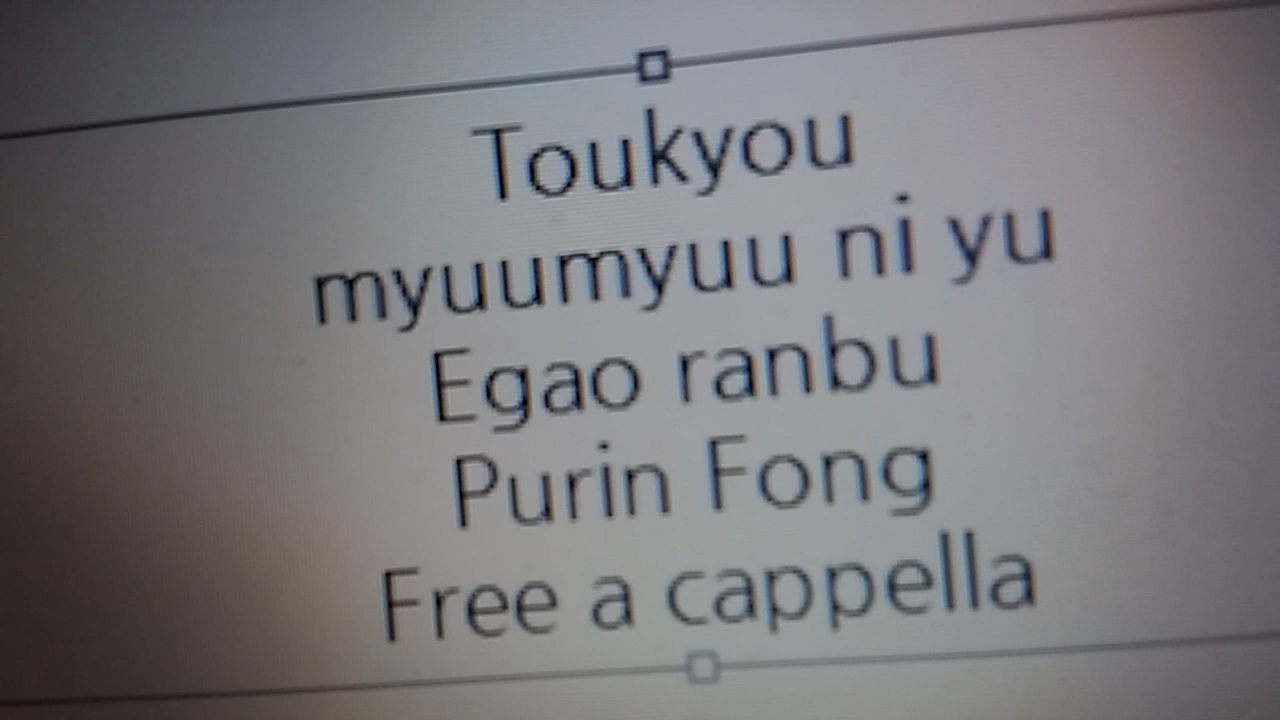 Toukyou
myuumyuu ni yu
Egao ranbu
Purin Fong
Free a cappella